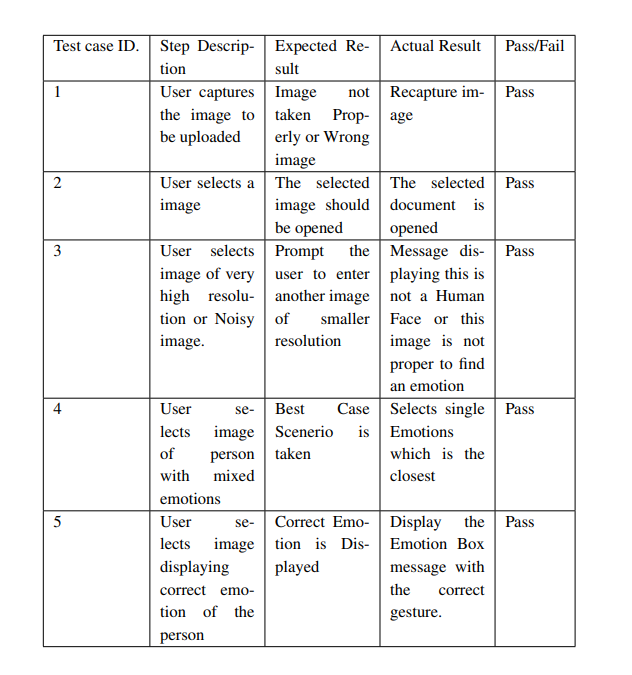 Test case ID.
Step Descrip-
tion
Expected Re-
sult
Actual Result
Pass/Fail
1
User captures
the image to
be uploaded
Image not
taken Prop-
erly or Wrong
image
Recapture im-
age
Pass
2
User selects a
image
The selected
image should
be opened
The selected
document is
opened
Pass
3
User selects
image of very
high resolu-
tion or Noisy
image.
Prompt the
user to enter
another image
of smaller
resolution
Message dis-
playing this is
not a Human
Face or this
image is not
proper to find
an emotion
Pass
4
User se-
lects image
of person
with mixed
emotions
Best Case
Scenerio is
taken
Selects single
Emotions
which is the
closest
Pass
5
User se-
lects image
displaying
correct emo-
tion of the
person
Correct Emo-
tion is Dis-
played
Display the
Emotion Box
message with
the correct
gesture.
Pass